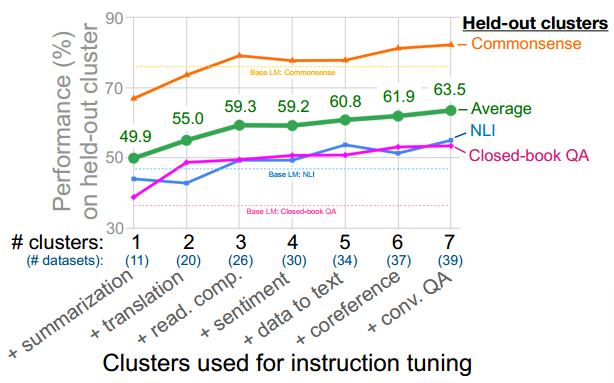 90
70
50
30
Performance (%)
on held-out cluster
Held-out clusters
Commonsense
Average
NLI
Closed-book QA
Base LM: Commonsense
Base LM: NLI
Base LM: Closed-book QA
49.9
55.0
59.3
59.2
60.8
61.9
63.5
# clusters: 1 2 3 4 5 6 7
(# datasets): (11) (20) (26) (30) (34) (37) (39)
+ summarization
+ translation
+ read. comp.
+ sentiment
+ data to text
+ coreference
+ conv. QA
Clusters used for instruction tuning